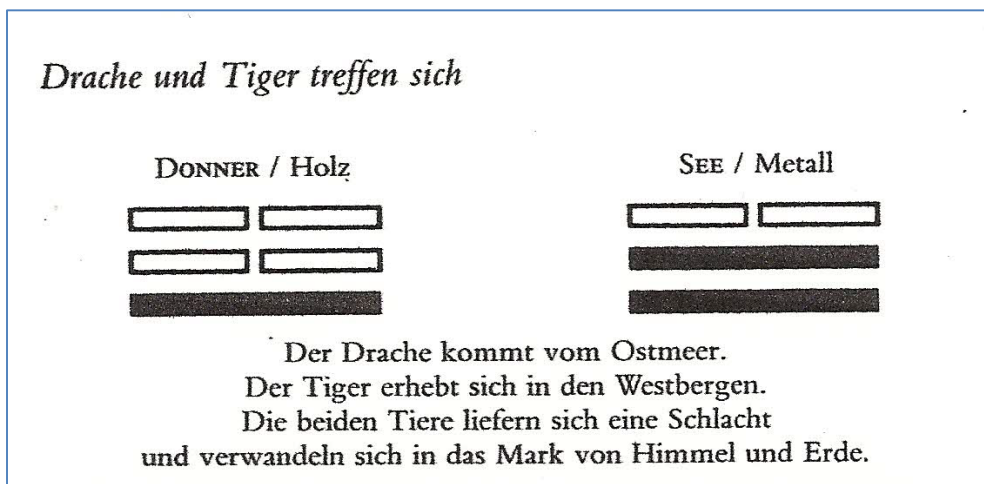 Drache und Tiger treffen sich
DONNER / Holz
SEE / Metall
Der Drache kommt vom Ostmeer.
Der Tiger erhebt sich in den Westbergen.
Die beiden Tiere liefern sich eine Schlacht
und verwandeln sich in das Mark von Himmel und Erde.